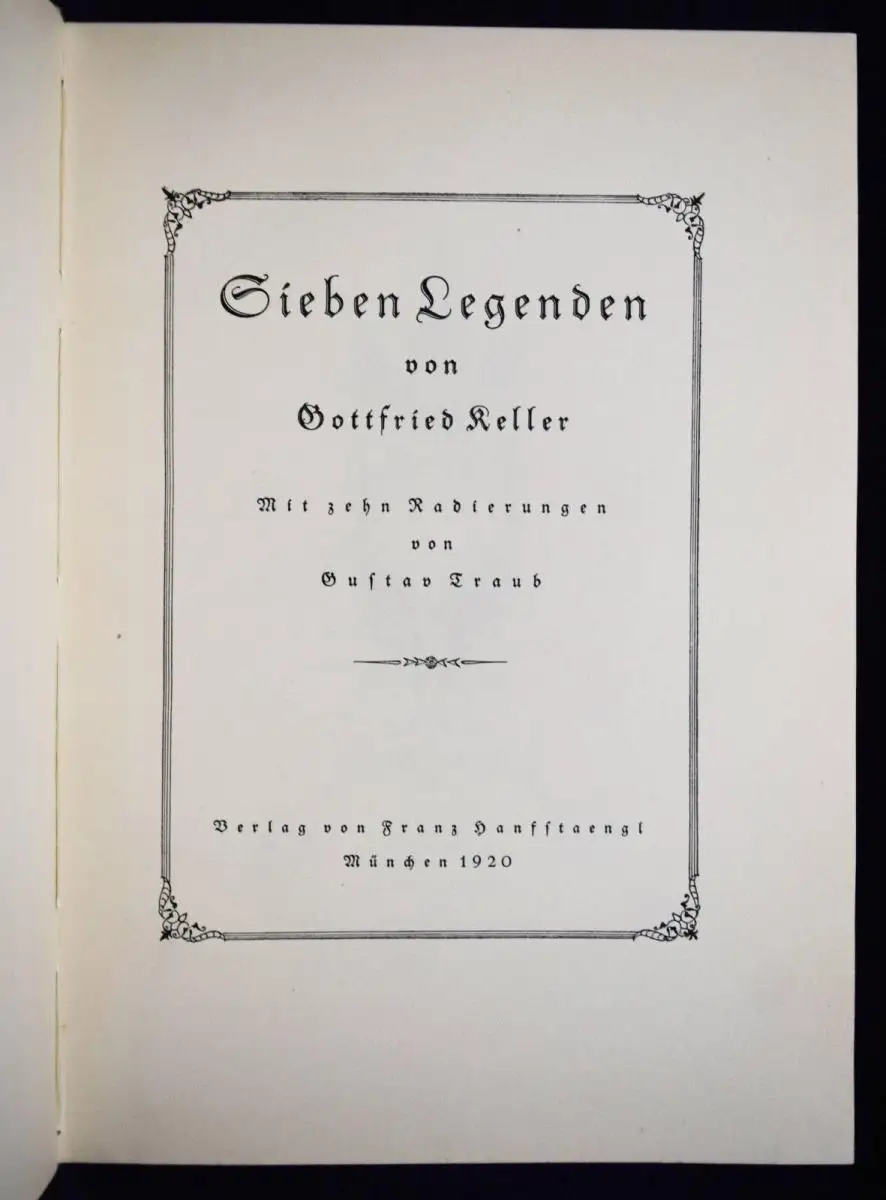 Sieben Legenden
von
Gottfried Keller
Mit zehn Radierungen
von
Gustav Traub
Verlag von Franz Hanfstaengl
München 1920